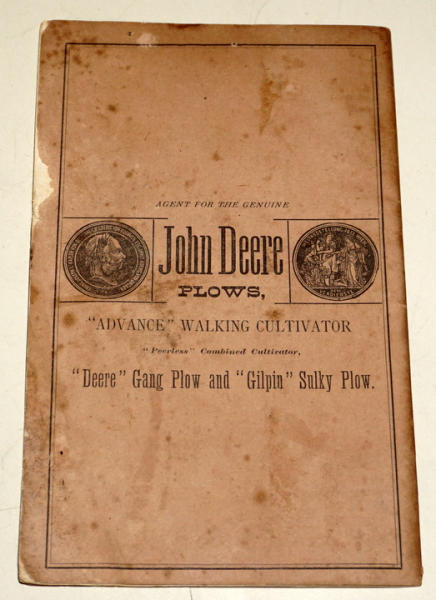 AGENT FOR THE GENUINE
John Deere
PLOWS,
"ADVANCE" WALKING CULTIVATOR
"Peerless" Combined Cultivator,
"Deere" Gang Plow and "Gilpin" Sulky Plow.